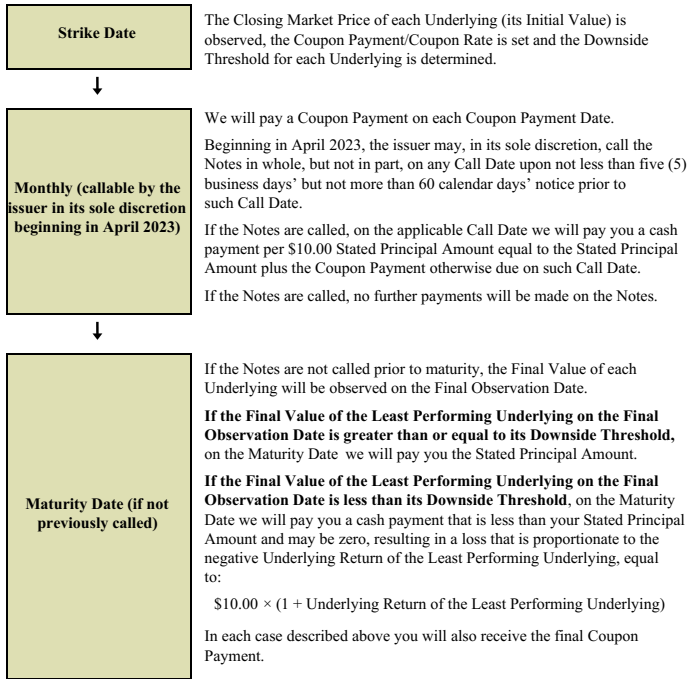 Strike Date
The Closing Market Price of each Underlying (its Initial Value) is
observed, the Coupon Payment/Coupon Rate is set and the Downside
Threshold for each Underlying is determined.
Monthly (callable by the
issuer in its sole discretion
beginning in April 2023)
We will pay a Coupon Payment on each Coupon Payment Date.
Beginning in April 2023, the issuer may, in its sole discretion, call the
Notes in whole, but not in part, on any Call Date upon not less than five (5)
business days’ but not more than 60 calendar days’ notice prior to
such Call Date.
If the Notes are called, on the applicable Call Date we will pay you a cash
payment per $10.00 Stated Principal Amount equal to the Stated Principal
Amount plus the Coupon Payment otherwise due on such Call Date.
If the Notes are called, no further payments will be made on the Notes.
Maturity Date (if not
previously called)
If the Notes are not called prior to maturity, the Final Value of each
Underlying will be observed on the Final Observation Date.
If the Final Value of the Least Performing Underlying on the Final
Observation Date is greater than or equal to its Downside Threshold,
on the Maturity Date we will pay you the Stated Principal Amount.
If the Final Value of the Least Performing Underlying on the Final
Observation Date is less than its Downside Threshold, on the Maturity
Date we will pay you a cash payment that is less than your Stated Principal
Amount and may be zero, resulting in a loss that is proportionate to the
negative Underlying Return of the Least Performing Underlying, equal
to:
$10.00 × (1 + Underlying Return of the Least Performing Underlying)
In each case described above you will also receive the final Coupon
Payment.